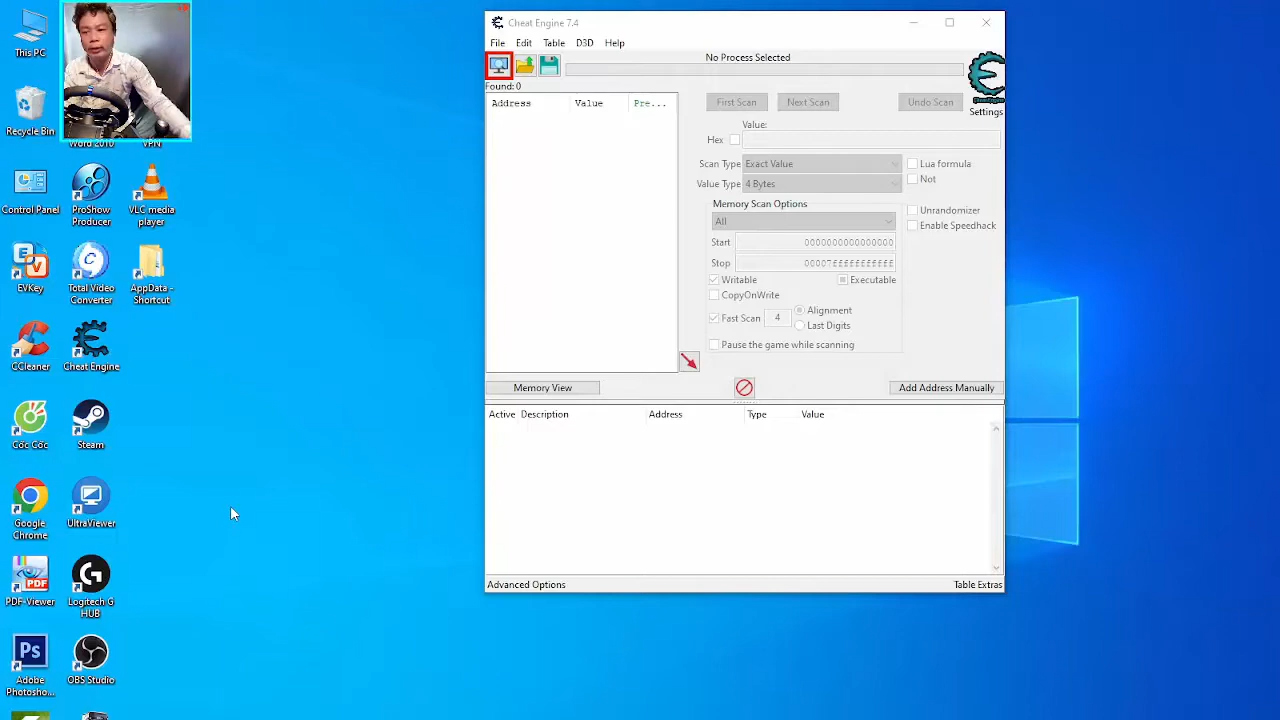 This PC
Recycle Bin
Word 2010
VPN
Control Panel
ProShow
Producer
VLC media
player
EVKey
Total Video
Converter
AppData -
Shortcut
CCleaner
Cheat Engine
Cốc Cốc
Steam
Google
Chrome
UltraViewer
PDF-Viewer
Logitech G
HUB
Adobe
Photosho...
OBS Studio
Cheat Engine 7.4
File Edit Table D3D Help
No Process Selected
Found: 0
Address Value Pre...
First Scan Next Scan Undo Scan
Settings
Value:
Hex
Scan Type Exact Value
Lua formula
Value Type 4 Bytes
Not
Memory Scan Options
All
Unrandomizer
Enable Speedhack
Start 0000000000000000
Stop 00007fffffffffff
Writable Executable
CopyOnWrite
Fast Scan 4 Alignment
Last Digits
Pause the game while scanning
Memory View
Add Address Manually
Active Description Address Type Value
Advanced Options
Table Extras